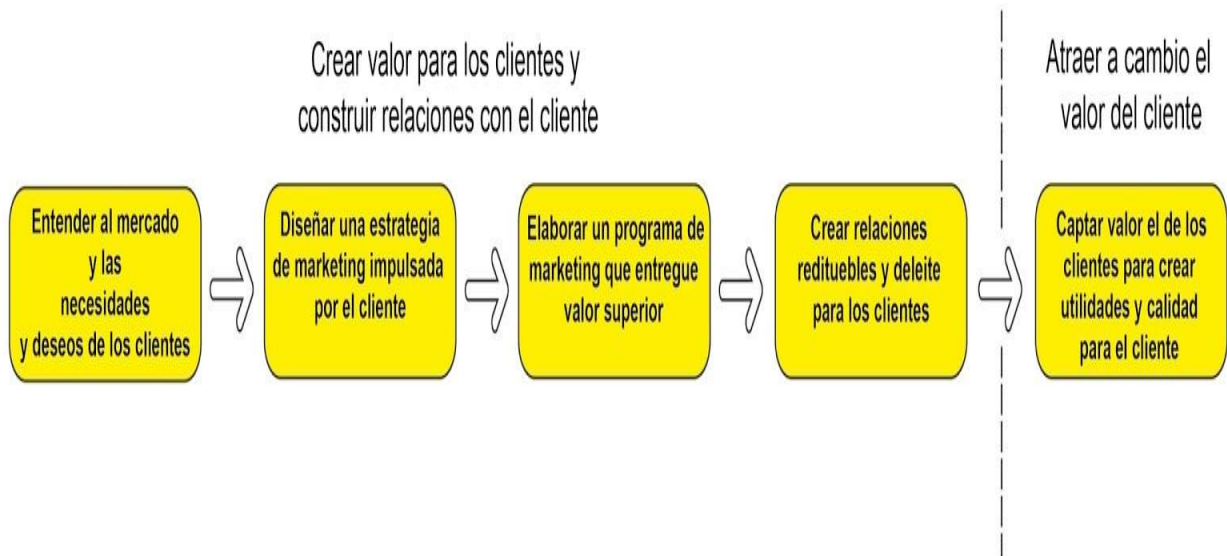 Crear valor para los clientes y
construir relaciones con el cliente
Atraer a cambio el
valor del cliente
Entender al mercado
y las
necesidades
y deseos de los clientes
Diseñar una estrategia
de marketing impulsada
por el cliente
Elaborar un programa de
marketing que entregue
valor superior
Crear relaciones
redituebles y deleite
para los clientes
Captar valor el de los
clientes para crear
utilidades y calidad
para el cliente